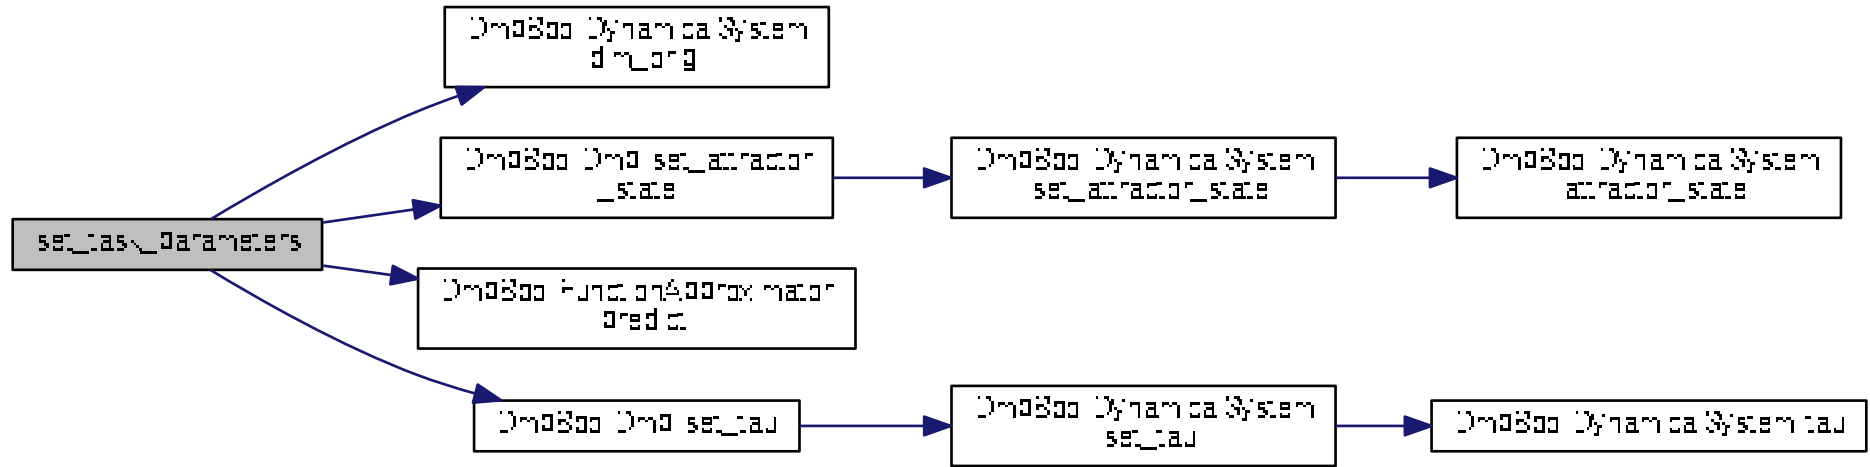 DmpBbo::DynamicalSystem
::dim_orig
DmpBbo::Dmp::set_attractor
_state
DmpBbo::DynamicalSystem
::set_attractor_state
DmpBbo::DynamicalSystem
::attractor_state
set_task_parameters
DmpBbo::FunctionApproximator
::predict
DmpBbo::Dmp::set_tau
DmpBbo::DynamicalSystem
::set_tau
DmpBbo::DynamicalSystem::tau